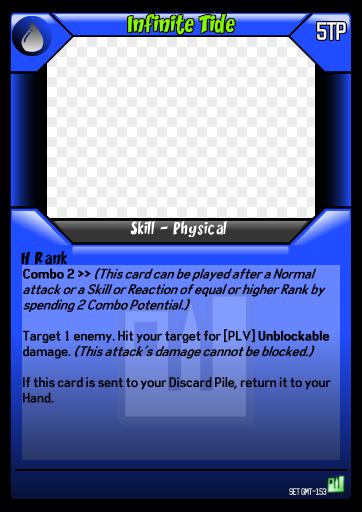 Infinite Tide
5TP
Skill - Physical
H Rank
Combo 2 >> (This card can be played after a Normal
attack or a Skill or Reaction of equal or higher Rank by
spending 2 Combo Potential.)
Target 1 enemy. Hit your target for [PLV] Unblockable
damage. (This attack's damage cannot be blocked.)
If this card is sent to your Discard Pile, return it to your
Hand.
SET GMT-153